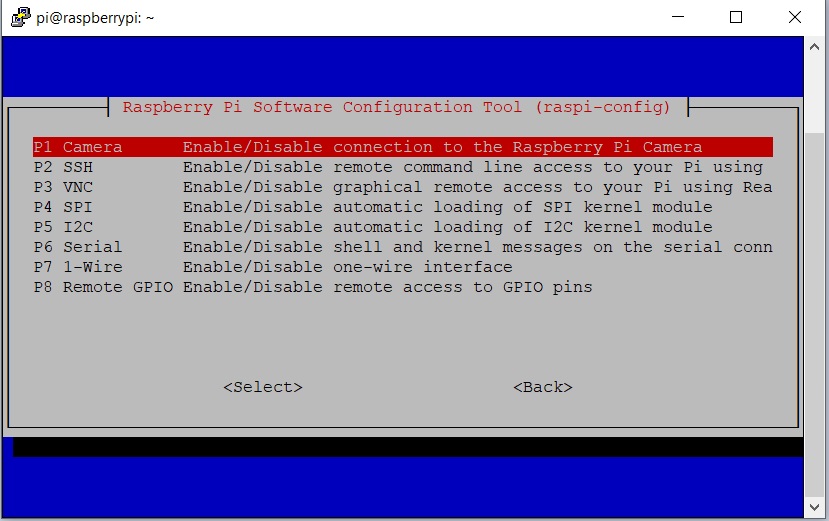 pi@raspberrypi: ~
Raspberry Pi Software Configuration Tool (raspi-config)
P1 Camera Enable/Disable connection to the Raspberry Pi Camera
P2 SSH Enable/Disable remote command line access to your Pi using
P3 VNC Enable/Disable graphical remote access to your Pi using Rea
P4 SPI Enable/Disable automatic loading of SPI kernel module
P5 I2C Enable/Disable automatic loading of I2C kernel module
P6 Serial Enable/Disable shell and kernel messages on the serial conn
P7 1-Wire Enable/Disable one-wire interface
P8 Remote GPIO Enable/Disable remote access to GPIO pins
<Select> <Back>